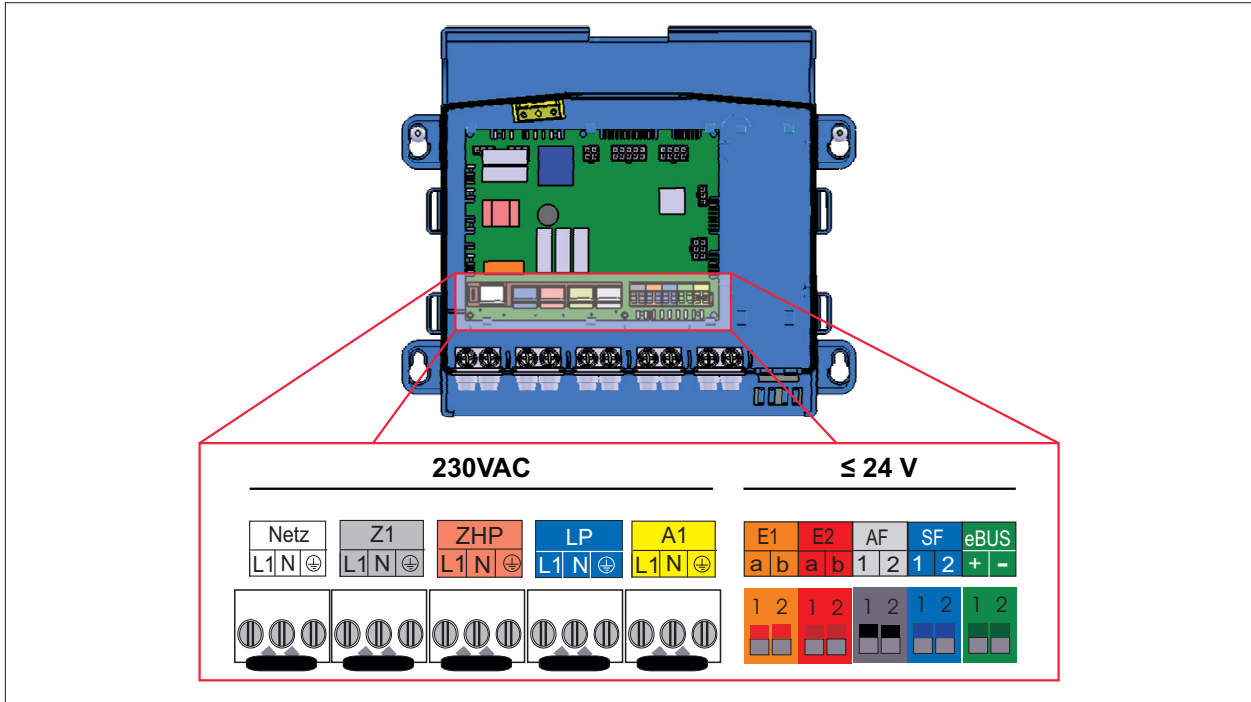 230VAC ≤ 24 V
Netz Z1 ZHP LP A1 E1 E2 AF SF eBUS
L1 N ⏚ L1 N ⏚ L1 N ⏚ L1 N ⏚ L1 N ⏚ a b a b 1 2 1 2 + -
1 2 1 2 1 2 1 2 1 2